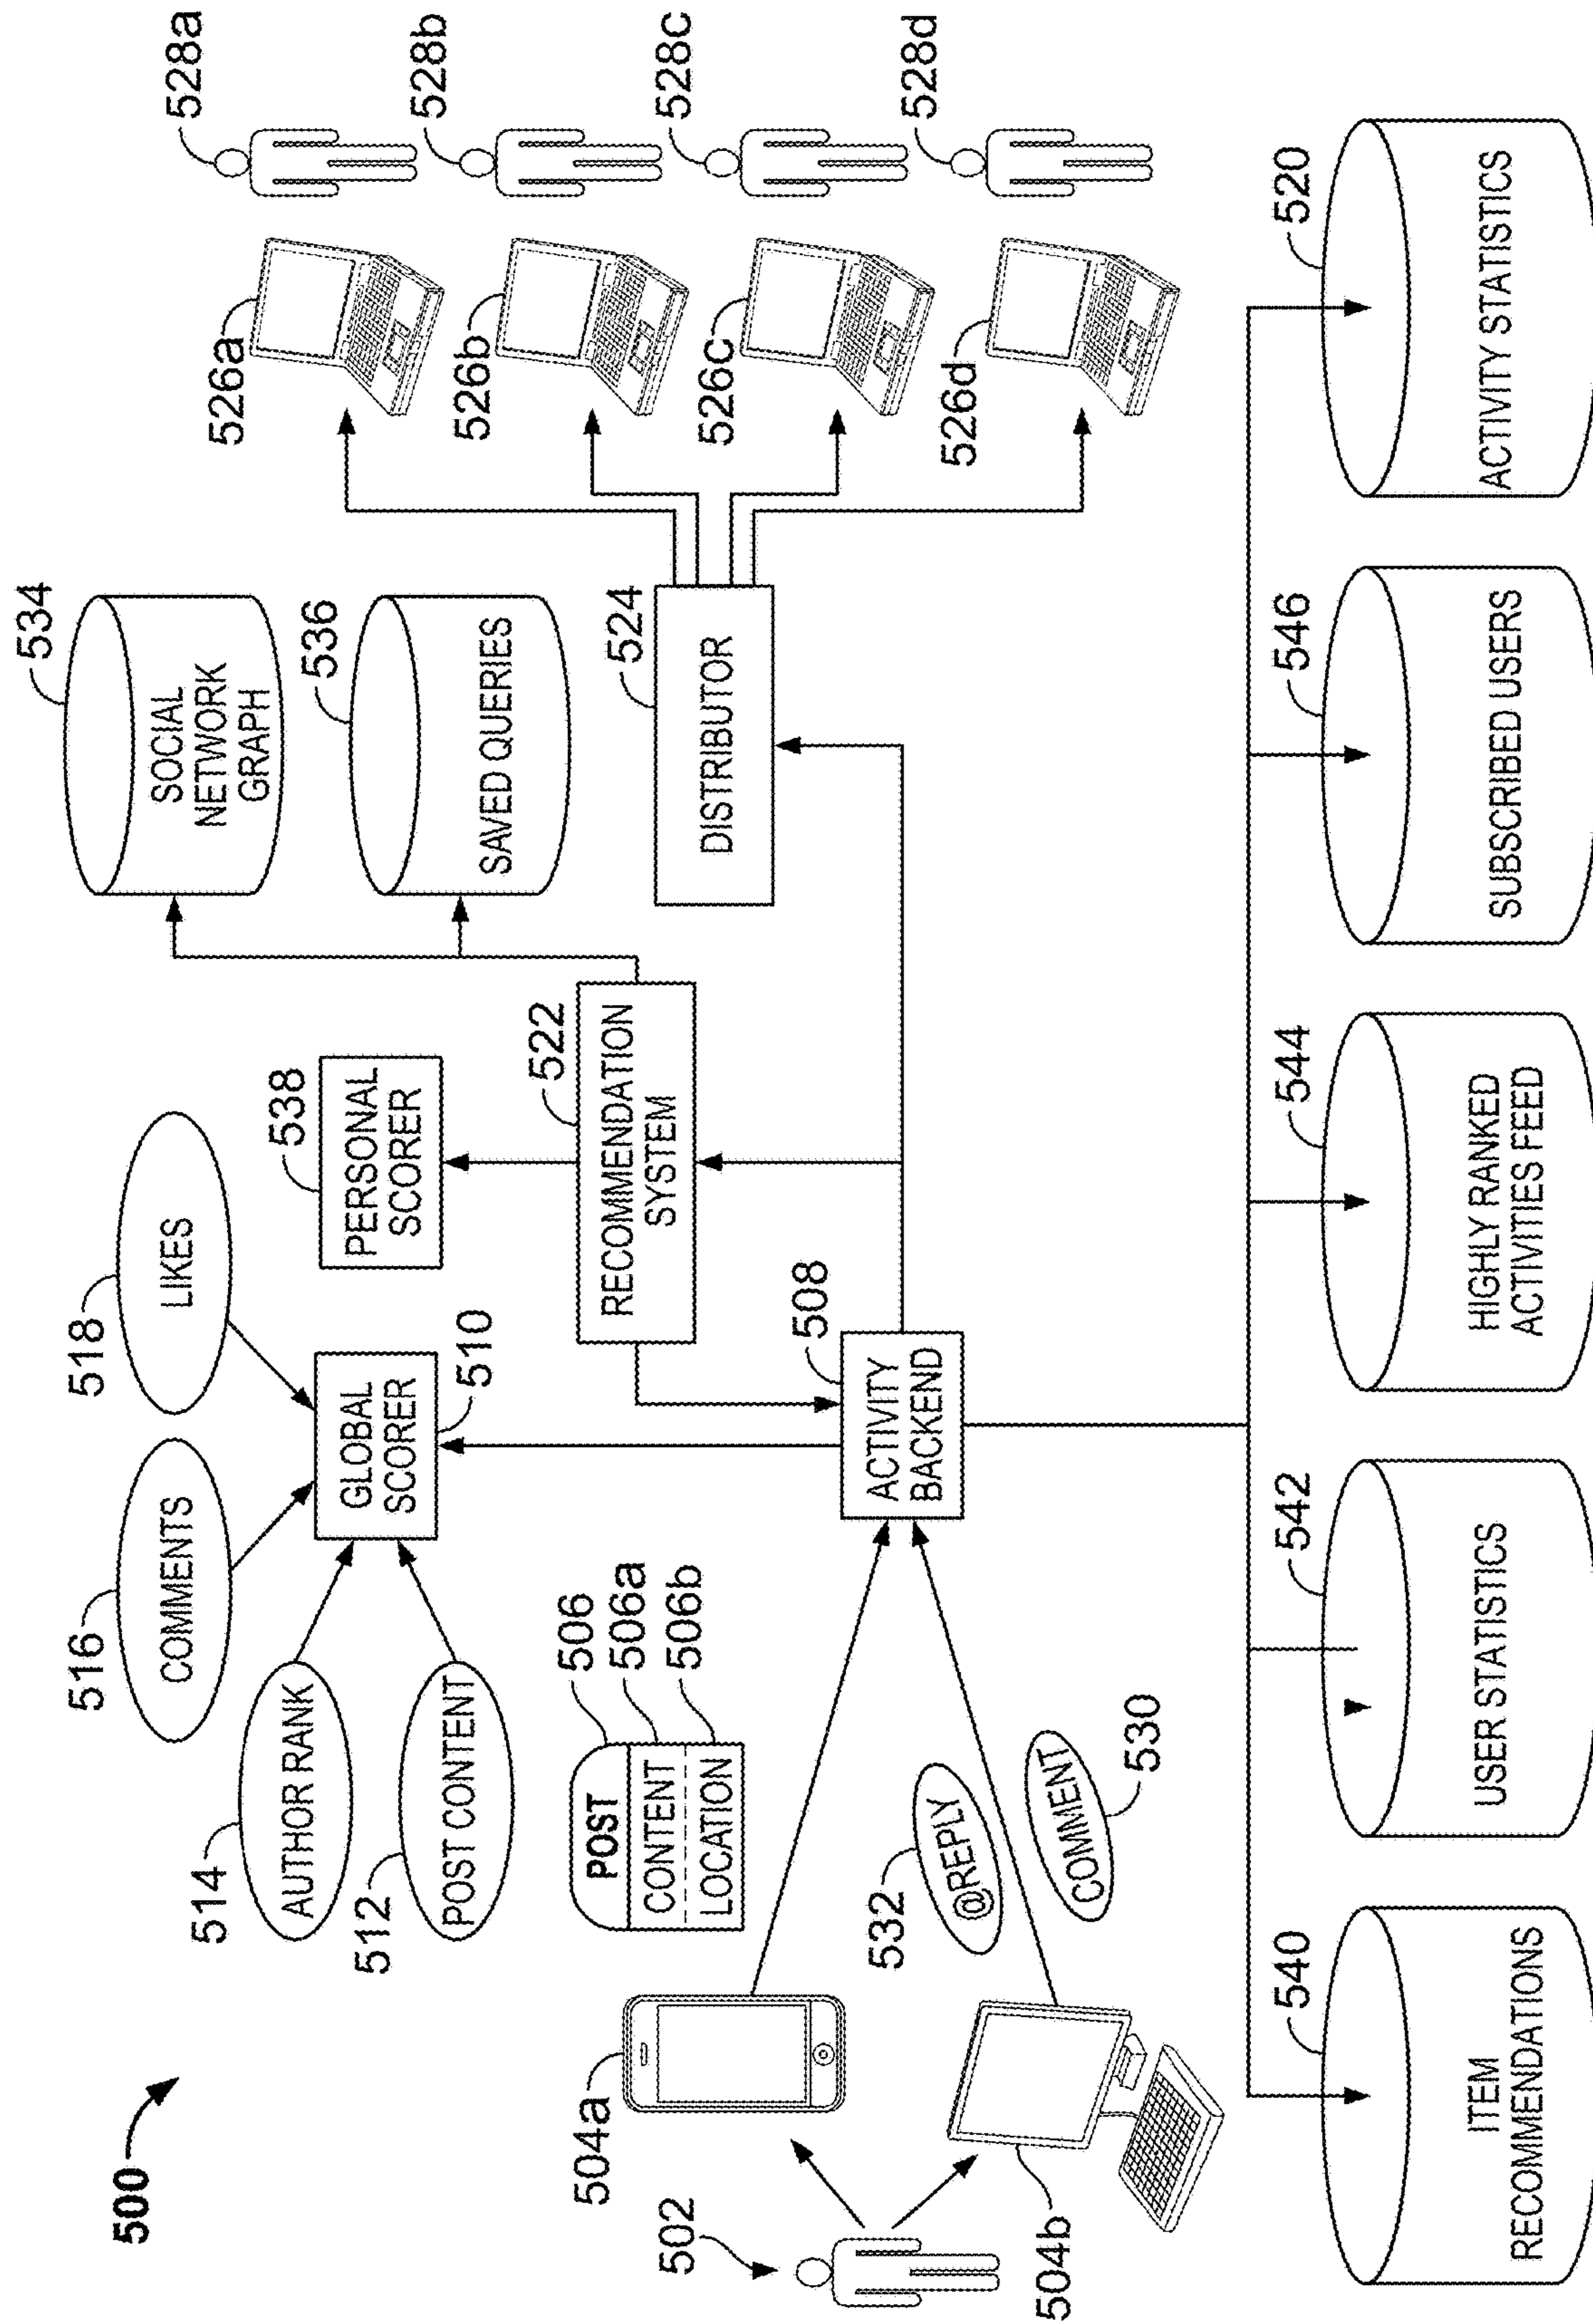 500
516
COMMENTS
518
LIKES
514
AUTHOR RANK
512
POST CONTENT
GLOBAL
SCORER
510
538
PERSONAL
SCORER
534
SOCIAL
NETWORK
GRAPH
536
SAVED QUERIES
522
RECOMMENDATION
SYSTEM
524
DISTRIBUTOR
526a
526b
526c
526d
528a
528b
528c
528d
POST
CONTENT
LOCATION
506
506a
506b
502
504a
504b
508
ACTIVITY
BACKEND
532
@REPLY
COMMENT
530
540
ITEM
RECOMMENDATIONS
542
USER STATISTICS
544
HIGHLY RANKED
ACTIVITIES FEED
546
SUBSCRIBED USERS
520
ACTIVITY STATISTICS